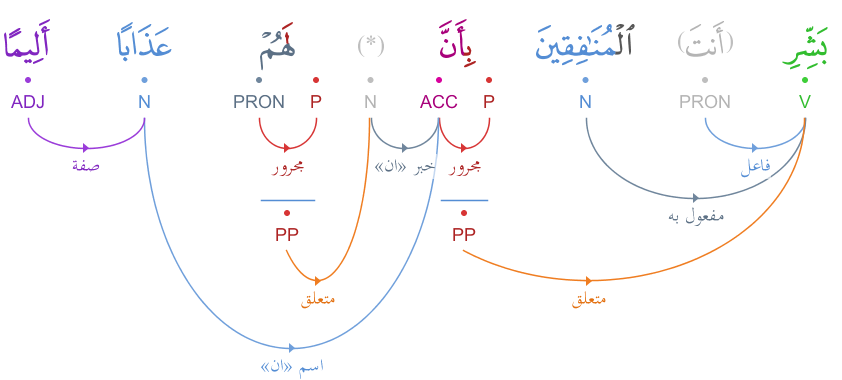 بَشِّرِ (أَنتَ) ٱلْمُنَـٰفِقِينَ بِأَنَّ (*) لَهُمْ عَذَابًا أَلِيمًا
V PRON N P ACC N P PRON N ADJ
فاعل مجرور خبر «ان» مجرور صفة
مفعول به
PP PP
متعلق متعلق
اسم «ان»